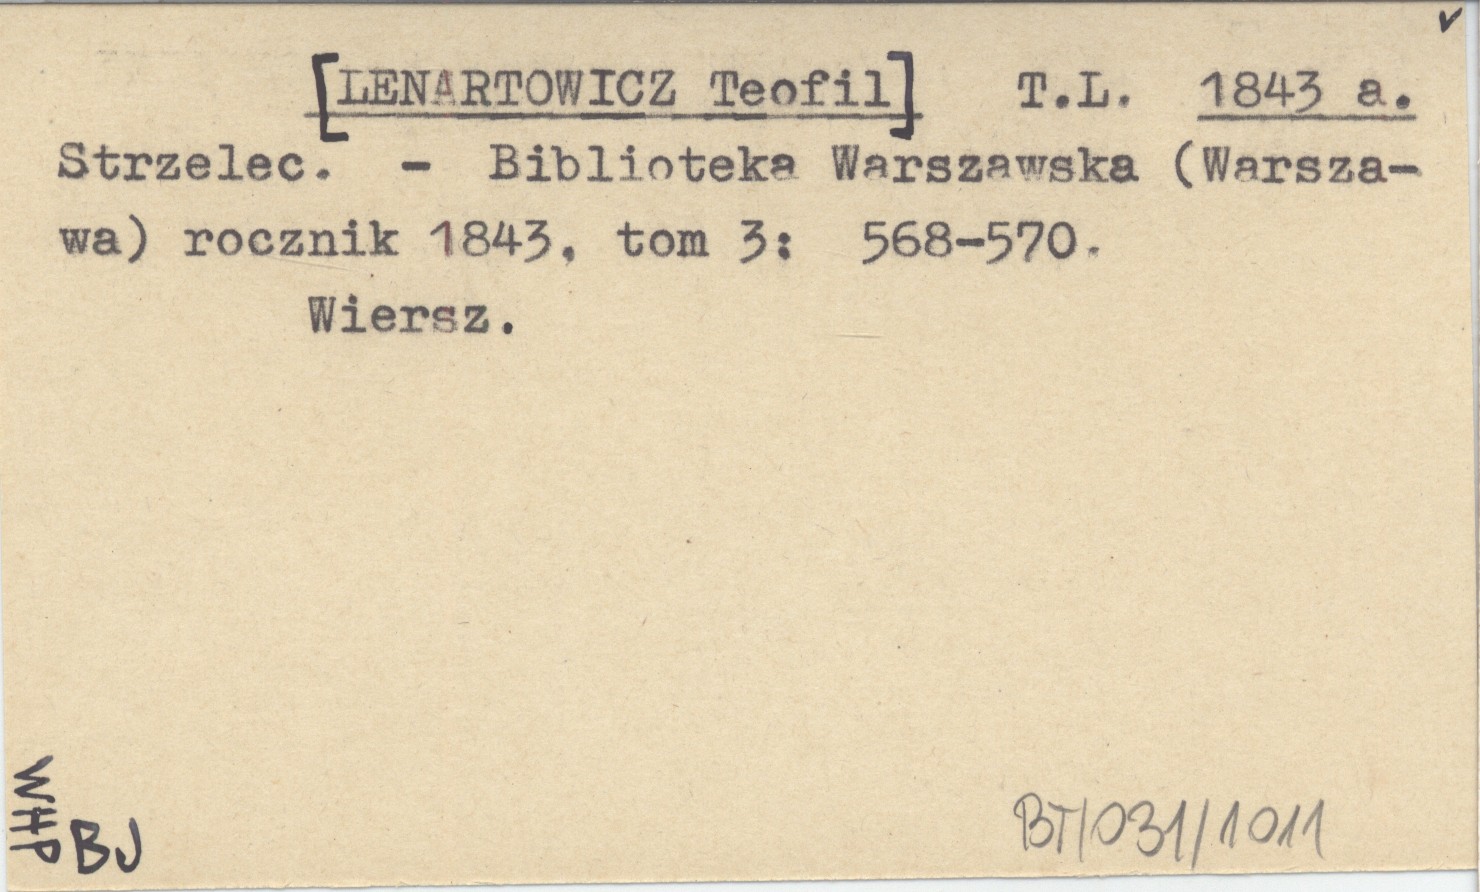 ✓
[LENARTOWICZ Teofil] T.L. 1843 a.
Strzelec. - Biblioteka Warszawska (Warsza-
wa) rocznik 1843, tom 3: 568-570.
Wiersz.
WHP
BJ
BT/031/1011